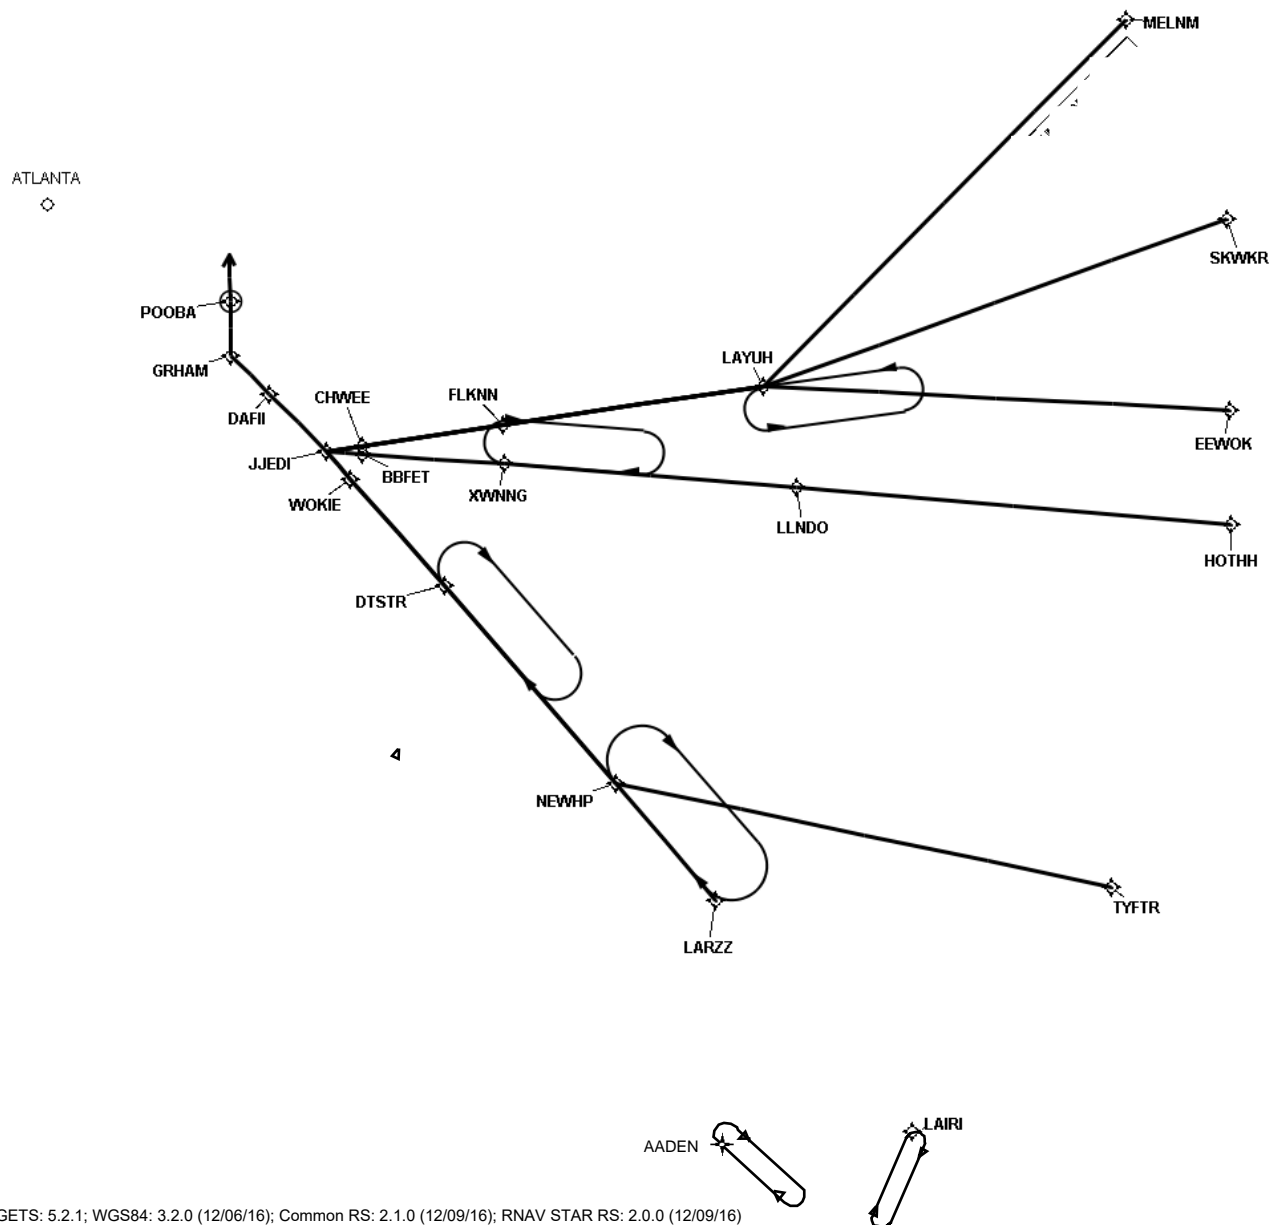 MELNM
ATLANTA
SKWKR
POOBA
LAYUH
GRHAM
CHWEE
FLKNN
DAFII
EEWOK
JJEDI
BBFET
XWNNG
WOKIE
LLNDO
HOTHH
DTSTR
NEWHP
TYFTR
LARZZ
LAIRI
AADEN
GETS: 5.2.1; WGS84: 3.2.0 (12/06/16); Common RS: 2.1.0 (12/09/16); RNAV STAR RS: 2.0.0 (12/09/16)